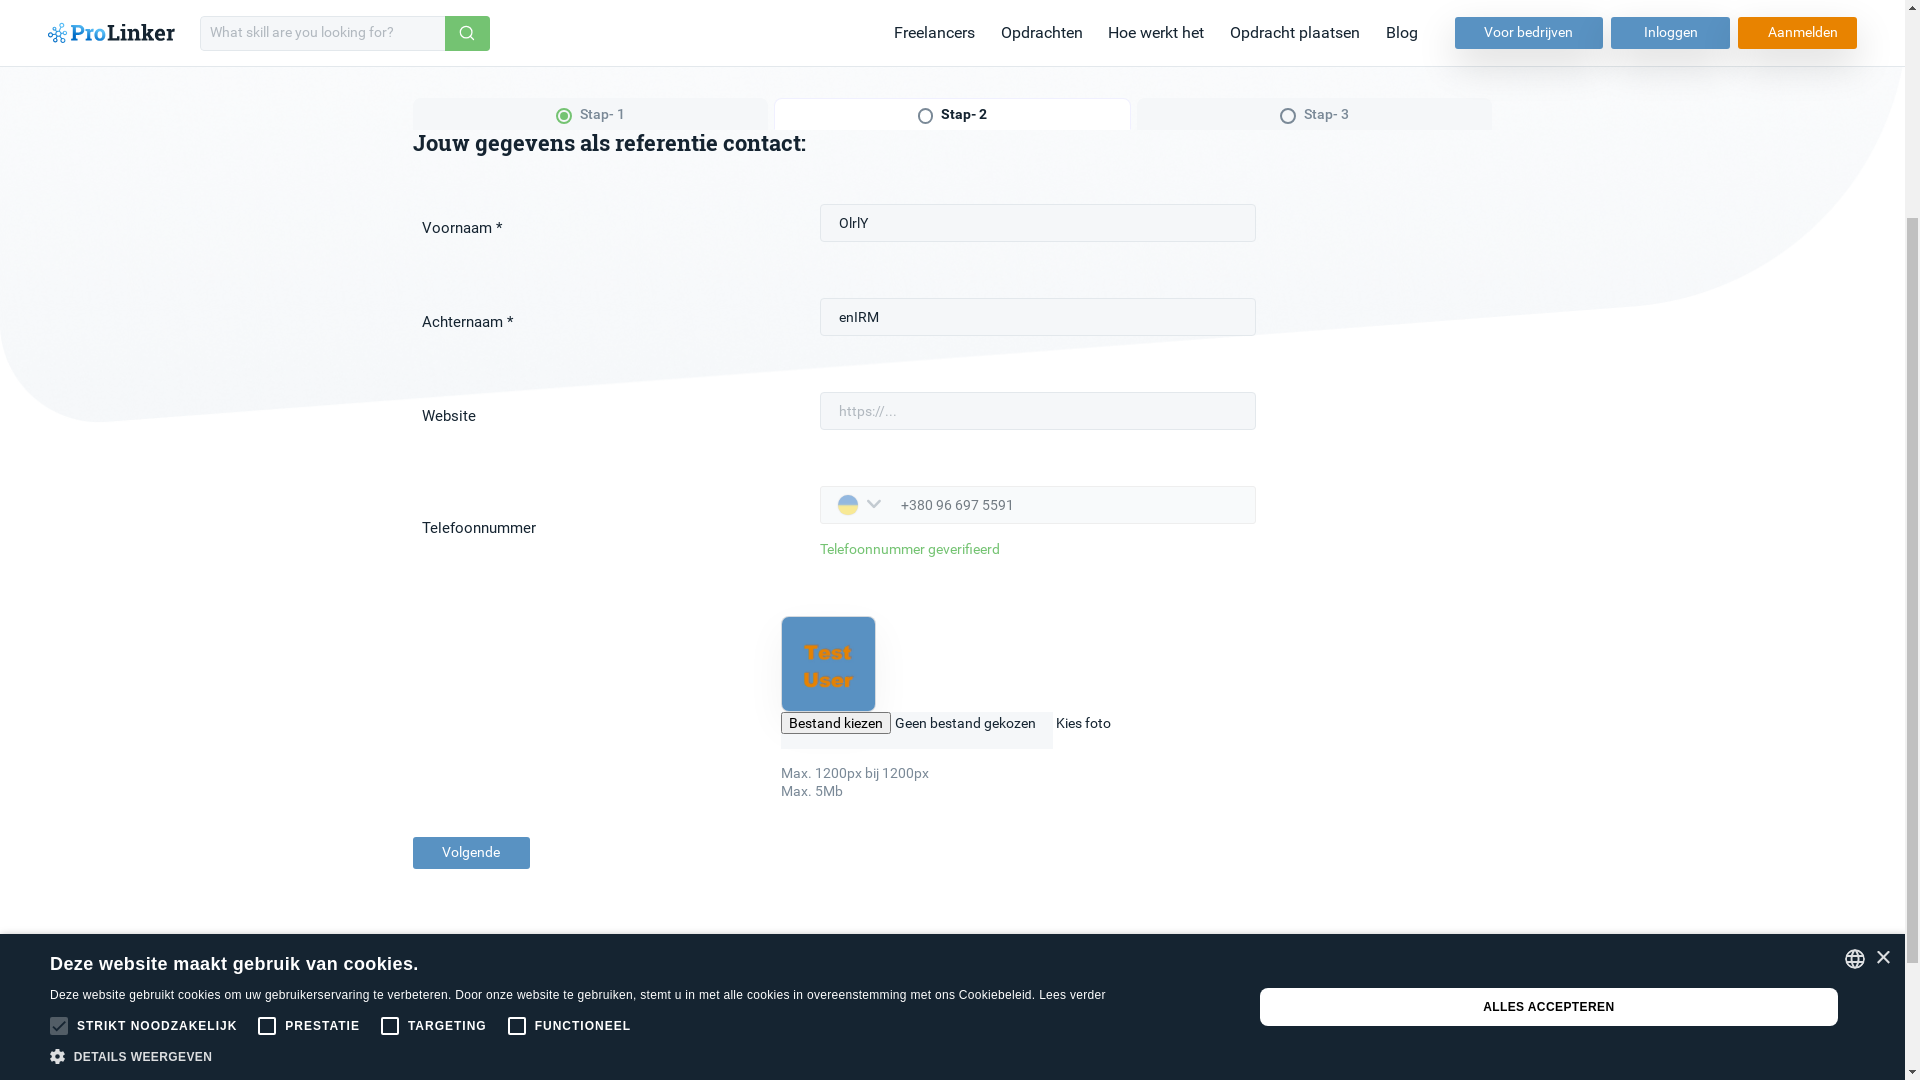 ProLinker
What skill are you looking for?
Freelancers
Opdrachten
Hoe werkt het
Opdracht plaatsen
Blog
Voor bedrijven
Inloggen
Aanmelden
Stap- 1
Stap- 2
Stap- 3
Jouw gegevens als referentie contact:
Voornaam *
OlrlY
Achternaam *
enIRM
Website
https://...
Telefoonnummer
+380 96 697 5591
Telefoonnummer geverifieerd
Test
User
Bestand kiezen Geen bestand gekozen Kies foto
Max. 1200px bij 1200px
Max. 5Mb
Volgende
Deze website maakt gebruik van cookies.
Deze website gebruikt cookies om uw gebruikerservaring te verbeteren. Door onze website te gebruiken, stemt u in met alle cookies in overeenstemming met ons Cookiebeleid. Lees verder
STRIKT NOODZAKELIJK
PRESTATIE
TARGETING
FUNCTIONEEL
DETAILS WEERGEVEN
ALLES ACCEPTEREN